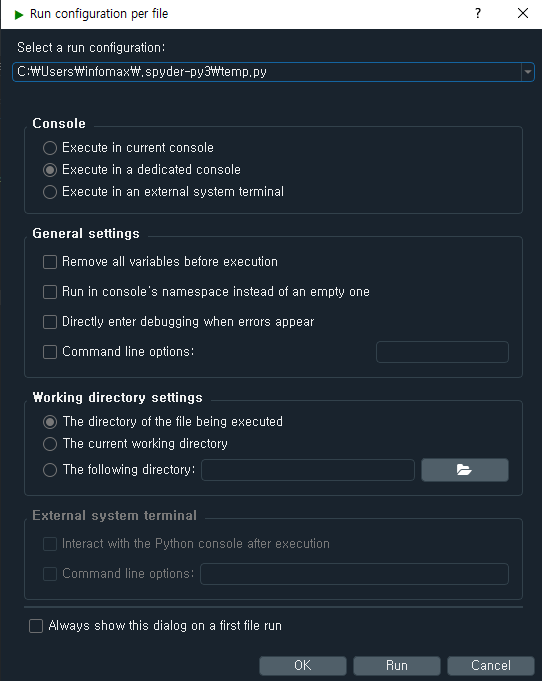 Run configuration per file
Select a run configuration:
C:₩Users₩infomax₩.spyder-py3₩temp.py
Console
Execute in current console
Execute in a dedicated console
Execute in an external system terminal
General settings
Remove all variables before execution
Run in console's namespace instead of an empty one
Directly enter debugging when errors appear
Command line options:
Working directory settings
The directory of the file being executed
The current working directory
The following directory:
External system terminal
Interact with the Python console after execution
Command line options:
Always show this dialog on a first file run
OK Run Cancel